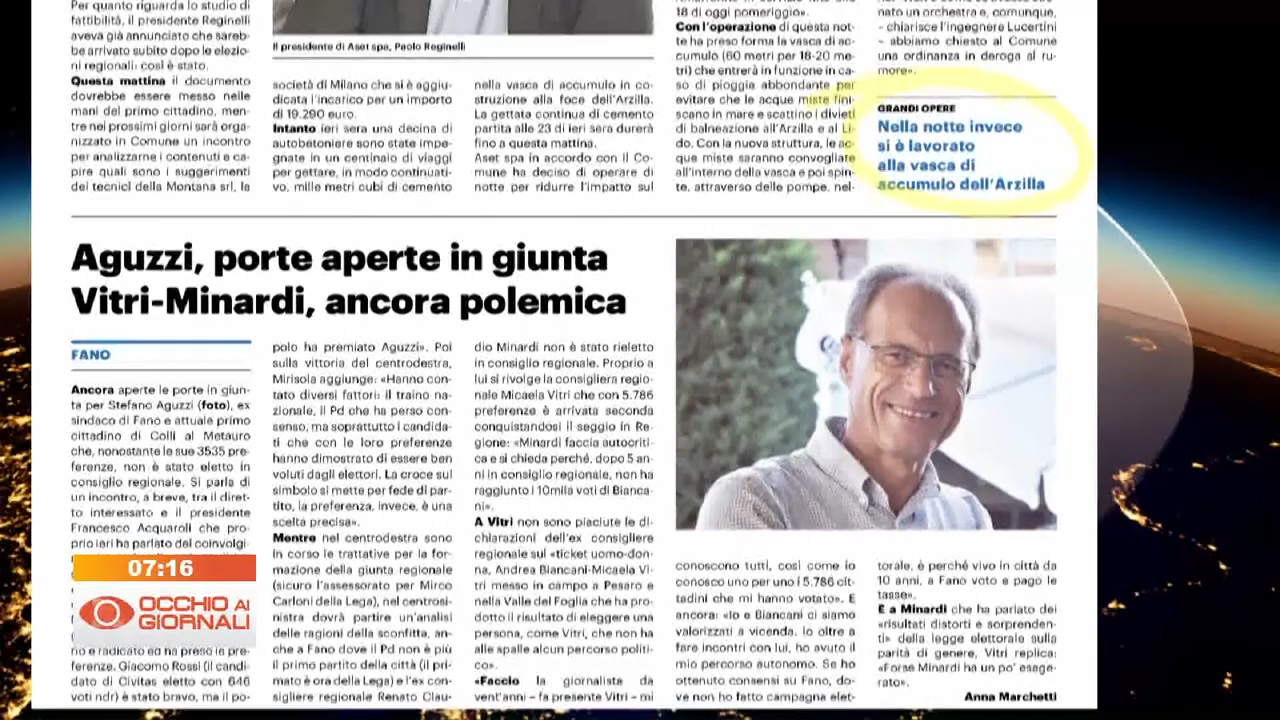 Per quanto riguarda lo studio di
fattibilità, il presidente Reginelli
aveva già annunciato che sareb-
be arrivato subito dopo le elezio-
ni regionali: così è stato.
Questa mattina il documento
dovrebbe essere messo nelle
mani del primo cittadino, men-
tre nei prossimi giorni sarà orga-
nizzato in Comune un incontro
per analizzarne i contenuti e ca-
pire quali sono i suggerimenti
dei tecnici della Montana srl, la
Il presidente di Aset spa, Paolo Reginelli
società di Milano che si è aggiu-
dicata l'incarico per un importo
di 19.290 euro.
Intanto ieri sera una decina di
autobetoniere sono state impe-
gnate in un centinaio di viaggi
per gettare, in modo continuati-
vo, mille metri cubi di cemento
nella vasca di accumulo in co-
struzione alla foce dell'Arzilla.
La gettata continua di cemento
partita alle 23 di ieri sera durerà
fino a questa mattina.
Aset spa in accordo con il Co-
mune ha deciso di operare di
notte per ridurre l'impatto sul
18 di oggi pomeriggio».
Con l'operazione di questa not-
te ha preso forma la vasca di ac-
cumulo (60 metri per 18-20 me-
tri) che entrerà in funzione in ca-
so di pioggia abbondante per
evitare che le acque miste fini-
scano in mare e scattino i divieti
di balneazione all'Arzilla e al Li-
do. Con la nuova struttura, le ac-
que miste saranno convogliate
all'interno della vasca e poi spin-
te, attraverso delle pompe, nel-
nato un orchestra e, comunque,
– chiarisce l'ingegnere Lucertini
– abbiamo chiesto al Comune
una ordinanza in deroga al ru-
more».
GRANDI OPERE
Nella notte invece
si è lavorato
alla vasca di
accumulo dell'Arzilla
Aguzzi, porte aperte in giunta
Vitri-Minardi, ancora polemica
FANO
Ancora aperte le porte in giun-
ta per Stefano Aguzzi (foto), ex
sindaco di Fano e attuale primo
cittadino di Colli al Metauro
che, nonostante le sue 3535 pre-
ferenze, non è stato eletto in
consiglio regionale. Si parla di
un incontro, a breve, tra il diret-
to interessato e il presidente
Francesco Acquaroli che pro-
prio ieri ha parlato del coinvolgi-
07:16
OCCHIO AI
GIORNALI
no e radicato ed ha preso le pre-
ferenze. Giacomo Rossi (il candi-
dato di Civitas eletto con 646
voti ndr) è stato bravo, ma il po-
polo ha premiato Aguzzi». Poi
sulla vittoria del centrodestra,
Mirisola aggiunge: «Hanno con-
tato diversi fattori: il traino na-
zionale, il Pd che ha perso con-
senso, ma soprattutto i candida-
ti che con le loro preferenze
hanno dimostrato di essere ben
voluti dagli elettori. La croce sul
simbolo si mette per fede di par-
tito, la preferenza, invece, è una
scelta precisa».
Mentre nel centrodestra sono
in corso le trattative per la for-
mazione della giunta regionale
(sicuro l'assessorato per Mirco
Carloni della Lega), nel centrosi-
nistra dovrà partire un'analisi
delle ragioni della sconfitta, an-
che a Fano dove il Pd non è più
il primo partito della città (il pri-
mato è ora della Lega) e l'ex con-
sigliere regionale Renato Clau-
dio Minardi non è stato rieletto
in consiglio regionale. Proprio a
lui si rivolge la consigliera regio-
nale Micaela Vitri che con 5.786
preferenze è arrivata seconda
conquistandosi il seggio in Re-
gione: «Minardi faccia autocriti-
ca e si chieda perché, dopo 5 an-
ni in consiglio regionale, non ha
raggiunto i 10mila voti di Bianca-
ni».
A Vitri non sono piaciute le di-
chiarazioni dell'ex consigliere
regionale sul «ticket uomo-don-
na, Andrea Biancani-Micaela Vi-
tri messo in campo a Pesaro e
nella Valle del Foglia che ha pro-
dotto il risultato di eleggere una
persona, come Vitri, che non ha
alle spalle alcun percorso politi-
co».
«Faccio la giornalista da
vent'anni – fa presente Vitri – mi
conoscono tutti, così come io
conosco uno per uno i 5.786 cit-
tadini che mi hanno votato». E
ancora: «Io e Biancani ci siamo
valorizzati a vicenda. Io oltre a
fare incontri con lui, ho avuto il
mio percorso autonomo. Se ho
ottenuto consensi su Fano, do-
ve non ho fatto campagna elet-
torale, è perché vivo in città da
10 anni, a Fano voto e pago le
tasse».
E a Minardi che ha parlato dei
«risultati distorti e sorprenden-
ti» della legge elettorale sulla
parità di genere, Vitri replica:
«Forse Minardi ha un po' esage-
rato».
Anna Marchetti